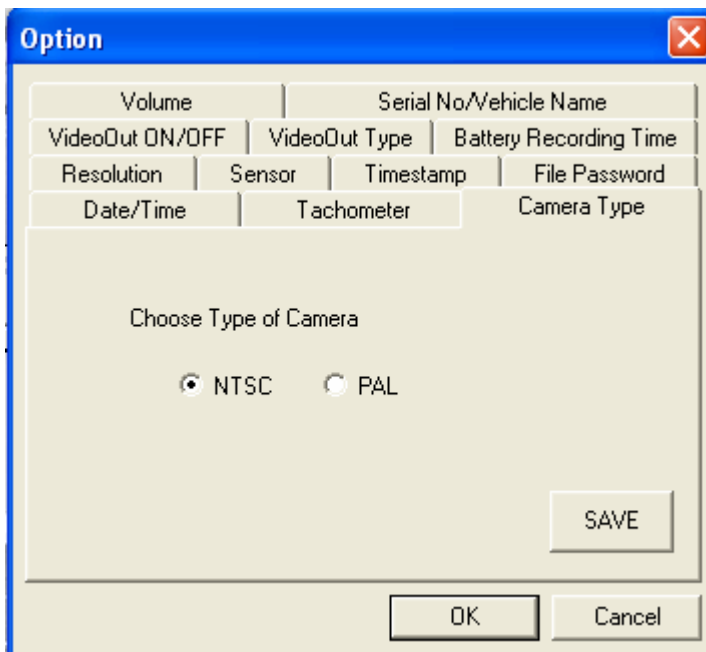 Option
Volume Serial No/Vehicle Name
VideoOut ON/OFF VideoOut Type Battery Recording Time
Resolution Sensor Timestamp File Password
Date/Time Tachometer Camera Type
Choose Type of Camera
NTSC PAL
SAVE
OK Cancel